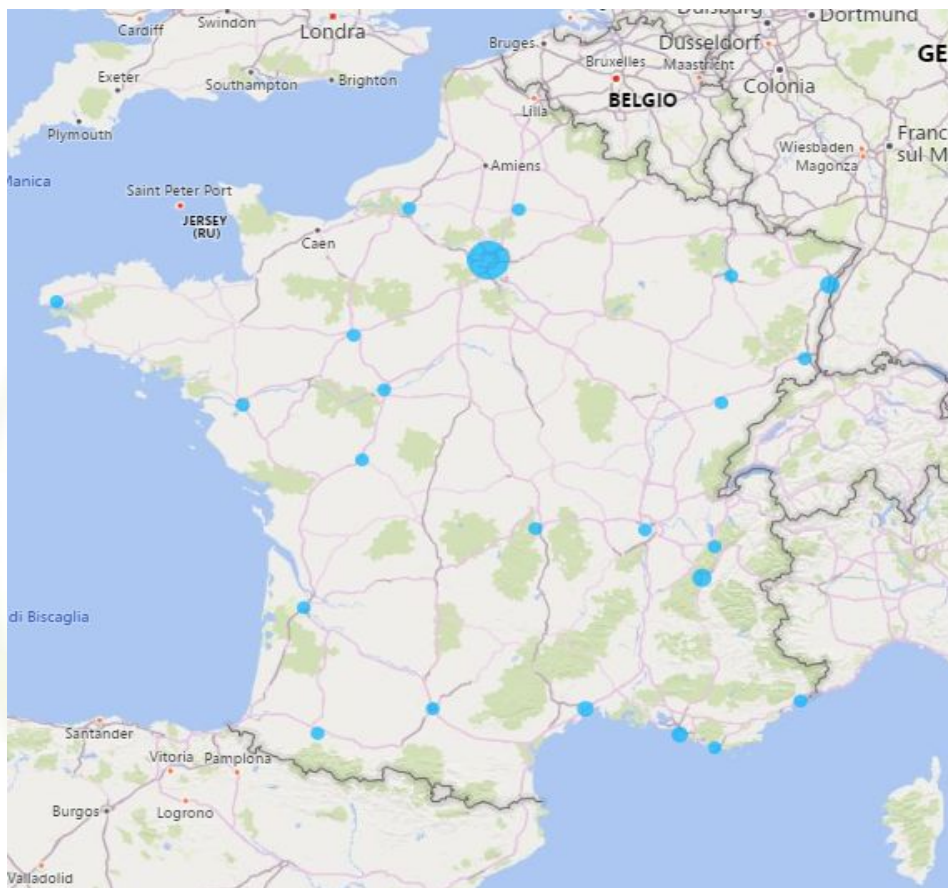 Cardiff
Swindon
Londra
Bruges
Duisburg
Dortmund
Dusseldorf
Bruxelles
Maastricht
GE
Exeter
Southampton
Brighton
BELGIO
Colonia
Lilla
Plymouth
Amiens
Wiesbaden
Magonza
Franc
sul M
Manica
Saint Peter Port
JERSEY
(RU)
Caen
di Biscaglia
Santander
Vitoria
Pamplona
Burgos
Logrono
Valladolid